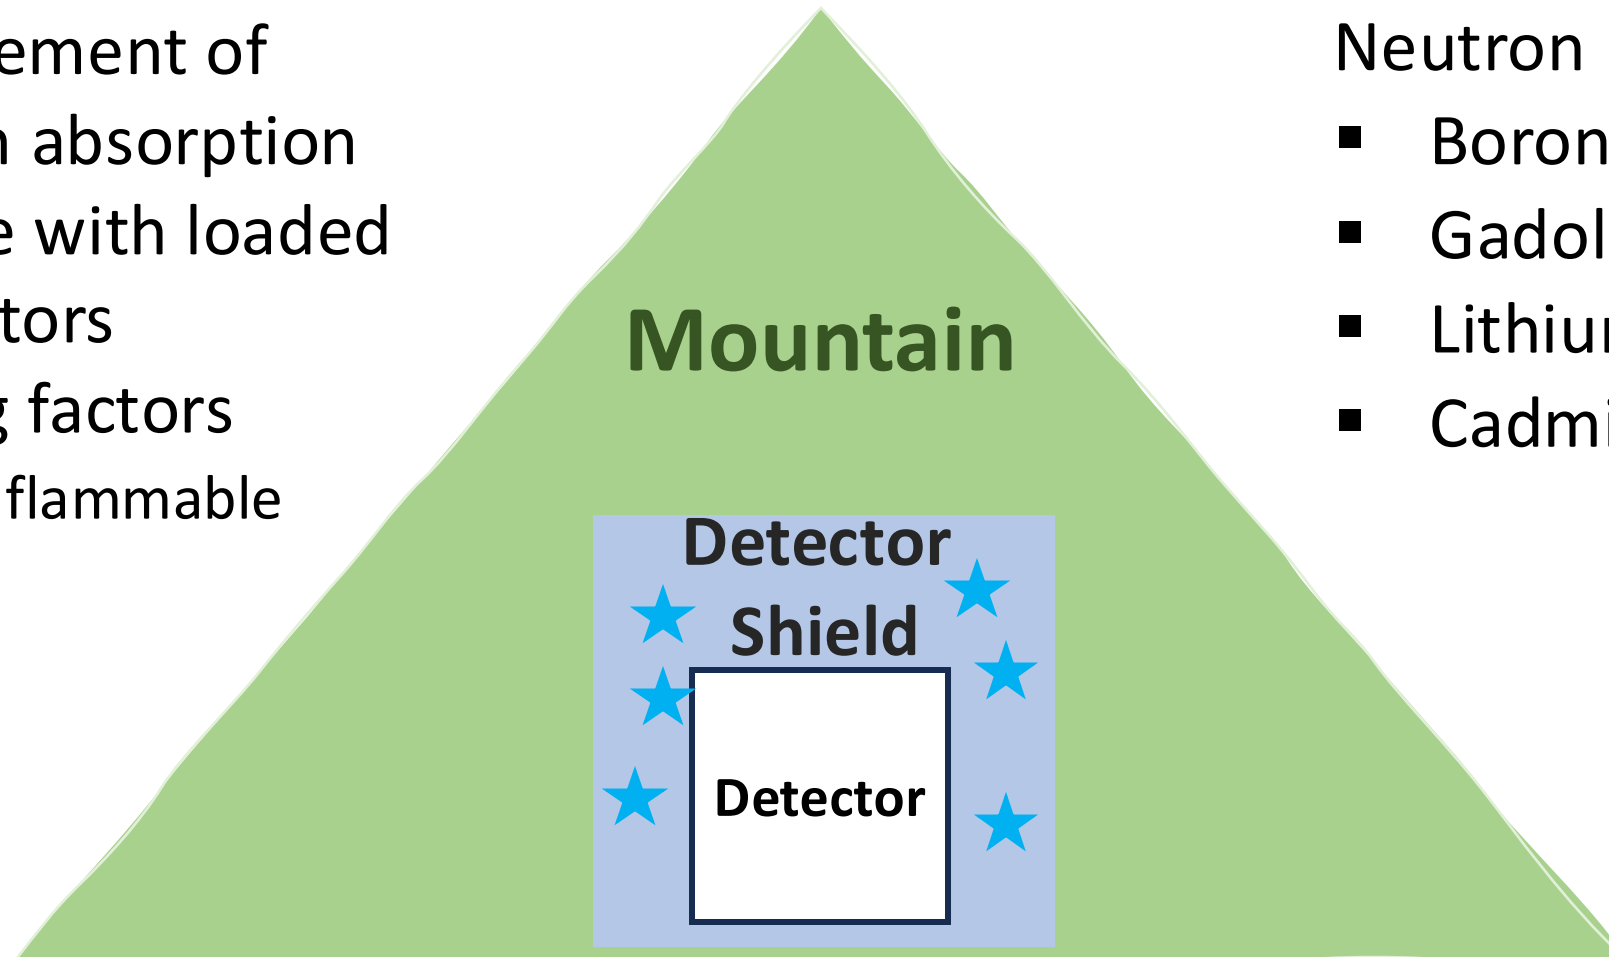 ement of
absorption
with loaded
tors
factors
flammable
Mountain
Detector
Shield
Detector
Neutron
▪ Boron
▪ Gadol
▪ Lithiu
▪ Cadmi